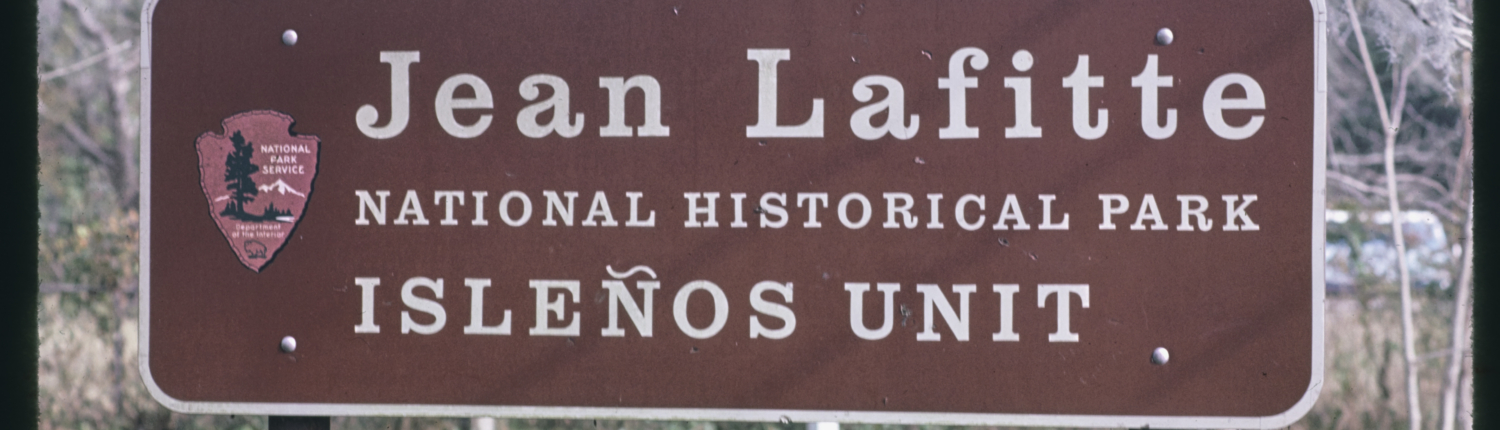 Jean Lafitte
NATIONAL HISTORICAL PARK
ISLEÑOS UNIT
NATIONAL
PARK
SERVICE
Department
of the Interior